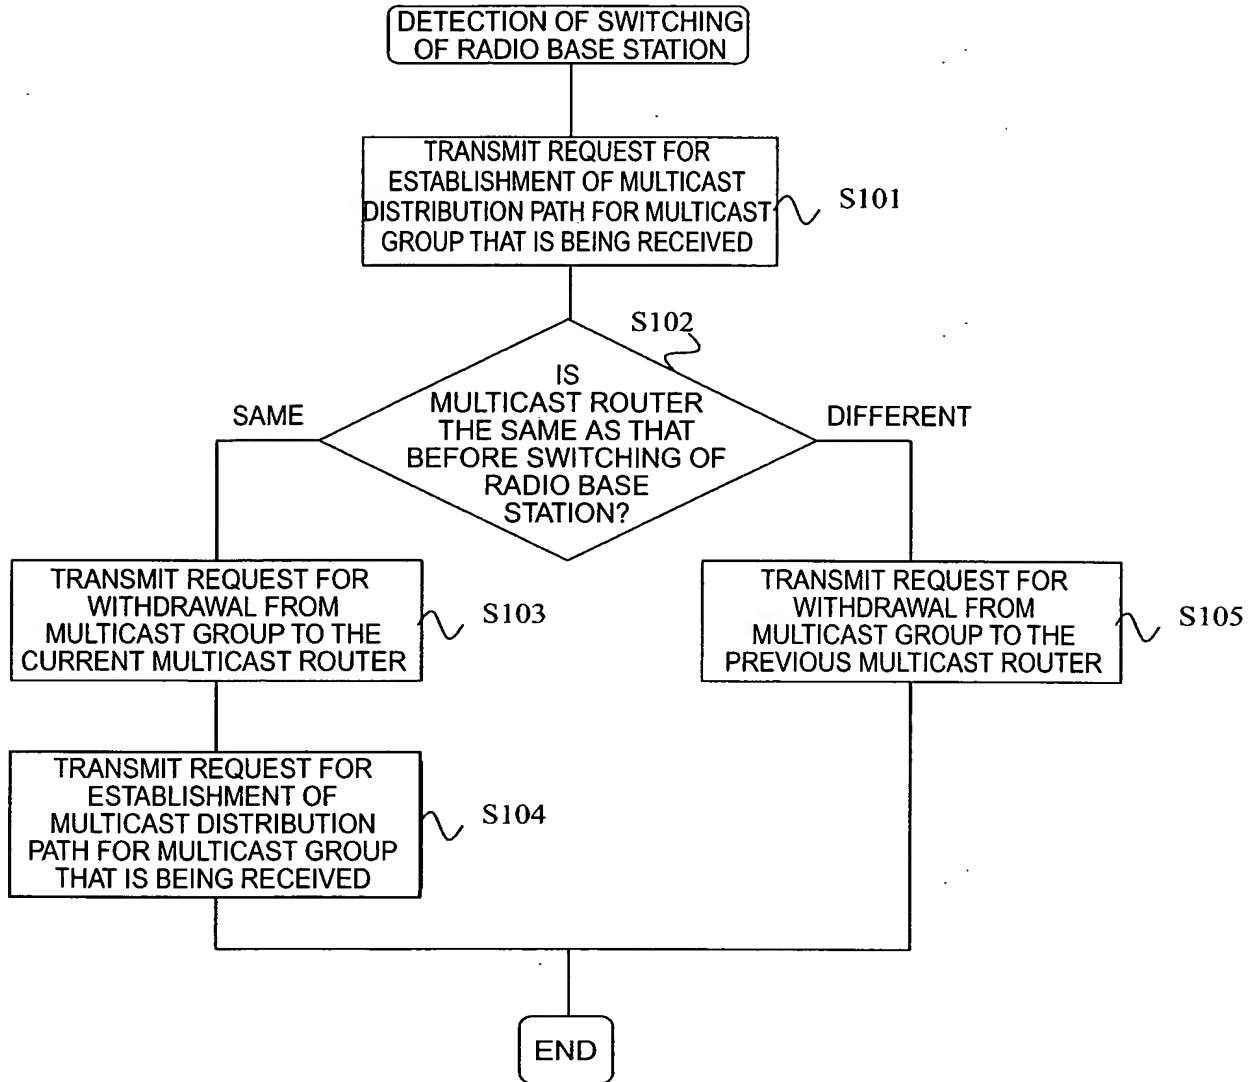 DETECTION OF SWITCHING
OF RADIO BASE STATION
TRANSMIT REQUEST FOR
ESTABLISHMENT OF MULTICAST
DISTRIBUTION PATH FOR MULTICAST
GROUP THAT IS BEING RECEIVED
S101
S102
IS
MULTICAST ROUTER
THE SAME AS THAT
BEFORE SWITCHING OF
RADIO BASE
STATION?
SAME
DIFFERENT
TRANSMIT REQUEST FOR
WITHDRAWAL FROM
MULTICAST GROUP TO THE
CURRENT MULTICAST ROUTER
S103
TRANSMIT REQUEST FOR
WITHDRAWAL FROM
MULTICAST GROUP TO THE
PREVIOUS MULTICAST ROUTER
S105
TRANSMIT REQUEST FOR
ESTABLISHMENT OF
MULTICAST DISTRIBUTION
PATH FOR MULTICAST GROUP
THAT IS BEING RECEIVED
S104
END